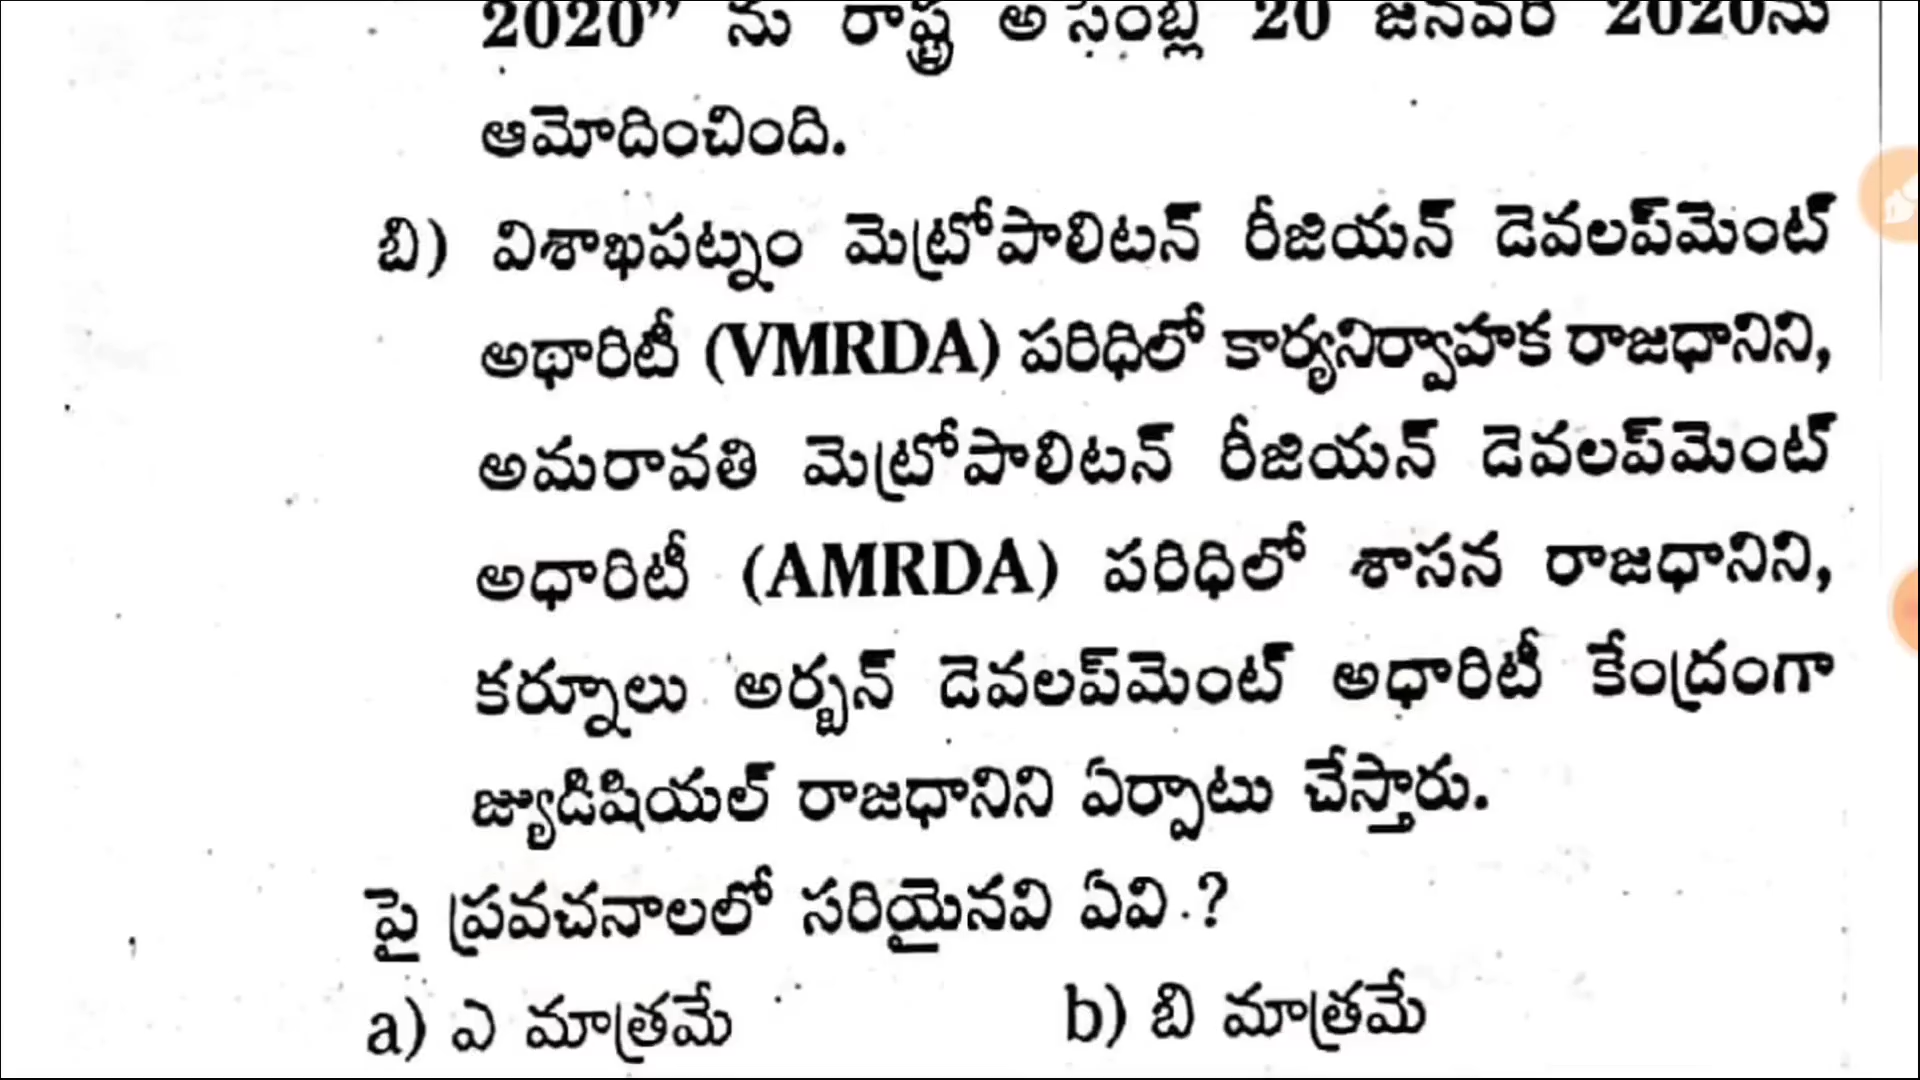 2020” ను రాష్ట్ర అసెంబ్లీ 20 జనవరి 2020ను
ఆమోదించింది.
బి) విశాఖపట్నం మెట్రోపాలిటన్ రీజియన్ డెవలప్‌మెంట్
అథారిటీ (VMRDA) పరిధిలో కార్యనిర్వాహక రాజధానిని,
అమరావతి మెట్రోపాలిటన్ రీజియన్ డెవలప్‌మెంట్
అధారిటీ (AMRDA) పరిధిలో శాసన రాజధానిని,
కర్నూలు అర్బన్ డెవలప్‌మెంట్ అధారిటీ కేంద్రంగా
జ్యుడిషియల్ రాజధానిని ఏర్పాటు చేస్తారు.
పై ప్రవచనాలలో సరియైనవి ఏవి ?
a) ఎ మాత్రమే b) బి మాత్రమే